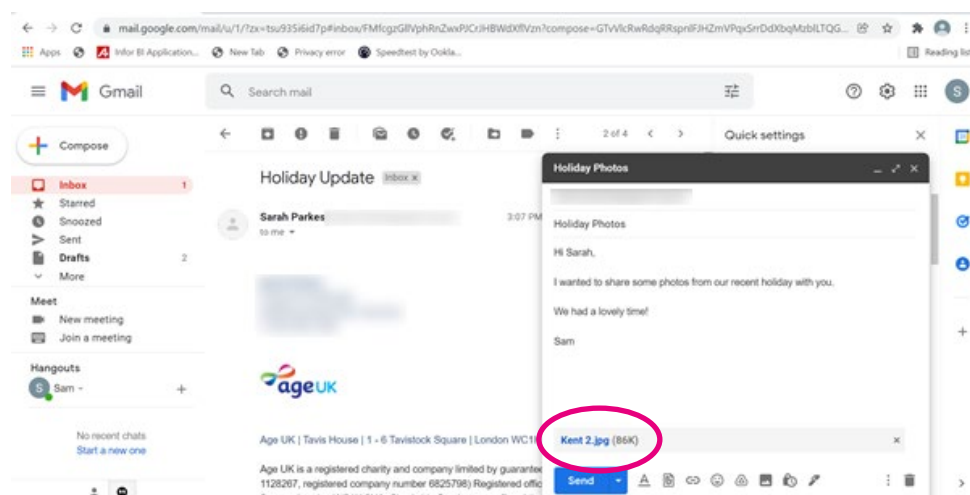 mail.google.com/mail/u/1/?zx=tsu935i6id7p#inbox/FMfcgzGllVphRnZwxPJCrJHBWdXflVzn?compose=GTvVlcRwRdqRRspnlFJHZmVPqxSrrDdXbqMzblLTQG...
Apps
Infor BI Application...
New Tab
Privacy error
Speedtest by Ookla...
Reading list
Gmail
Search mail
S
Compose
2 of 4
Quick settings
Inbox 1
Starred
Snoozed
Sent
Drafts 2
More
Meet
New meeting
Join a meeting
Hangouts
S Sam
No recent chats
Start a new one
Holiday Update Inbox x
Sarah Parkes 3:07 PM
to me
ageUK
Age UK | Tavis House | 1 - 6 Tavistock Square | London WC1
Age UK is a registered charity and company limited by guarantee
1128267, registered company number 6825798) Registered offic
Holiday Photos
Holiday Photos
Hi Sarah,
I wanted to share some photos from our recent holiday with you.
We had a lovely time!
Sam
Kent 2.jpg (86K)
Send